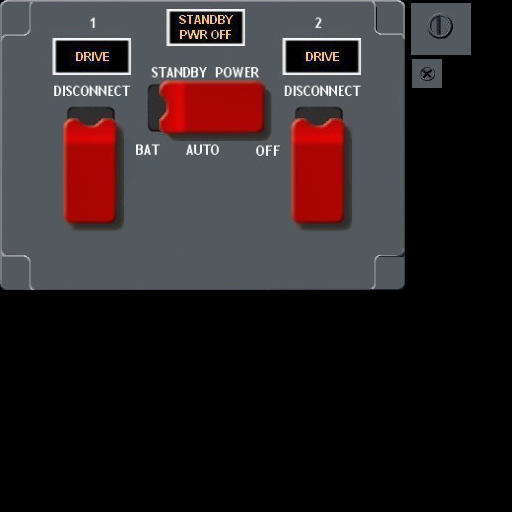 1
STANDBY
PWR OFF
2
DRIVE
DRIVE
STANDBY POWER
DISCONNECT
DISCONNECT
BAT AUTO OFF